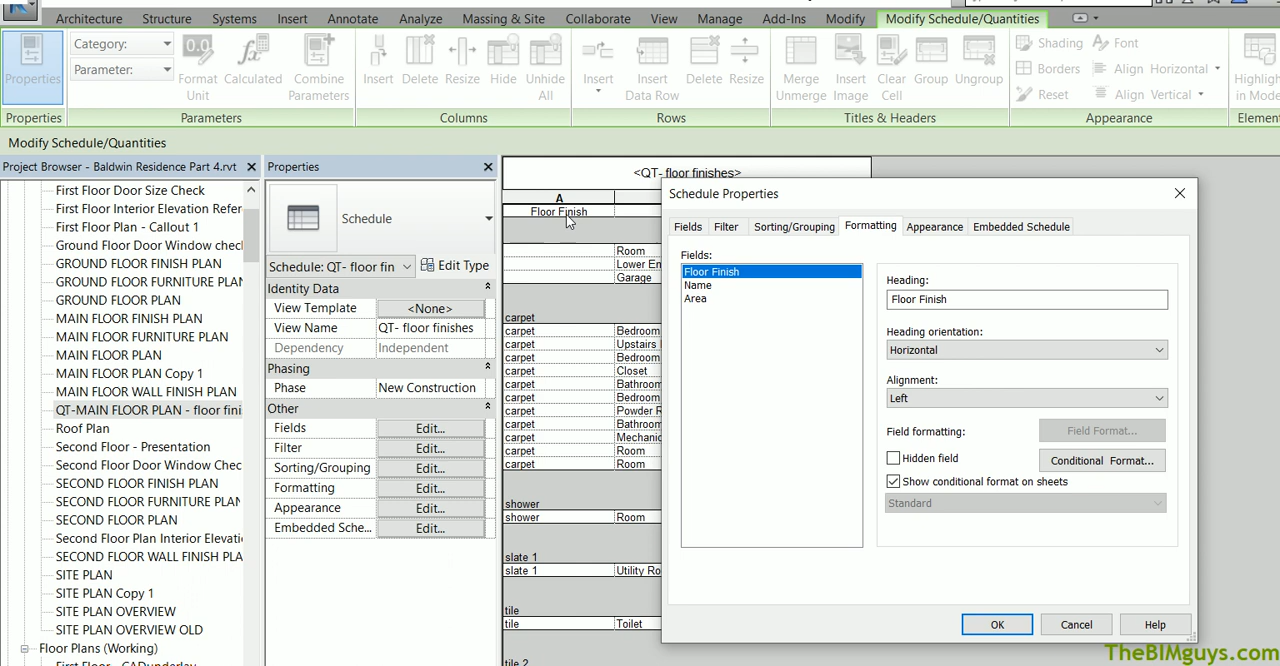 Architecture Structure Systems Insert Annotate Analyze Massing & Site Collaborate View Manage Add-Ins Modify Modify Schedule/Quantities
Properties
Category:
Parameter:
Format Unit
Calculated
Combine Parameters
Insert Delete Resize Hide Unhide All
Insert
Insert Data Row
Delete Resize
Merge Unmerge
Insert Image
Clear Cell
Group Ungroup
Shading Font
Borders Align Horizontal
Reset Align Vertical
Properties Parameters Columns Rows Titles & Headers Appearance
Modify Schedule/Quantities
Project Browser - Baldwin Residence Part 4.rvt
First Floor Door Size Check
First Floor Interior Elevation Refer
First Floor Plan - Callout 1
Ground Floor Door Window chec
GROUND FLOOR FINISH PLAN
GROUND FLOOR FURNITURE PLAN
GROUND FLOOR PLAN
MAIN FLOOR FINISH PLAN
MAIN FLOOR FURNITURE PLAN
MAIN FLOOR PLAN
MAIN FLOOR PLAN Copy 1
MAIN FLOOR WALL FINISH PLAN
QT-MAIN FLOOR PLAN - floor fini
Roof Plan
Second Floor - Presentation
Second Floor Door Window Chec
SECOND FLOOR FINISH PLAN
SECOND FLOOR FURNITURE PLAN
SECOND FLOOR PLAN
Second Floor Plan Interior Elevati
SECOND FLOOR WALL FINISH PLA
SITE PLAN
SITE PLAN Copy 1
SITE PLAN OVERVIEW
SITE PLAN OVERVIEW OLD
Floor Plans (Working)
First Floor - CADunderlay
Properties
Schedule
Schedule: QT- floor fin Edit Type
Identity Data
View Template <None>
View Name QT- floor finishes
Dependency Independent
Phasing
Phase New Construction
Other
Fields Edit...
Filter Edit...
Sorting/Grouping Edit...
Formatting Edit...
Appearance Edit...
Embedded Sche... Edit...
<QT- floor finishes>
A
Floor Finish
Room
Lower En
Garage
carpet
carpet Bedroom
carpet Upstairs
carpet Bedroom
carpet Closet
carpet Bathroom
carpet Bedroom
carpet Powder R
carpet Bathroom
carpet Mechanic
carpet Room
carpet Room
shower
shower Room
slate 1
slate 1 Utility Ro
tile
tile Toilet
tile 2
Schedule Properties
Fields Filter Sorting/Grouping Formatting Appearance Embedded Schedule
Fields:
Floor Finish
Name
Area
Heading:
Floor Finish
Heading orientation:
Horizontal
Alignment:
Left
Field formatting: Field Format...
Hidden field Conditional Format...
Show conditional format on sheets
Standard
OK Cancel Help
TheBIMguys.com